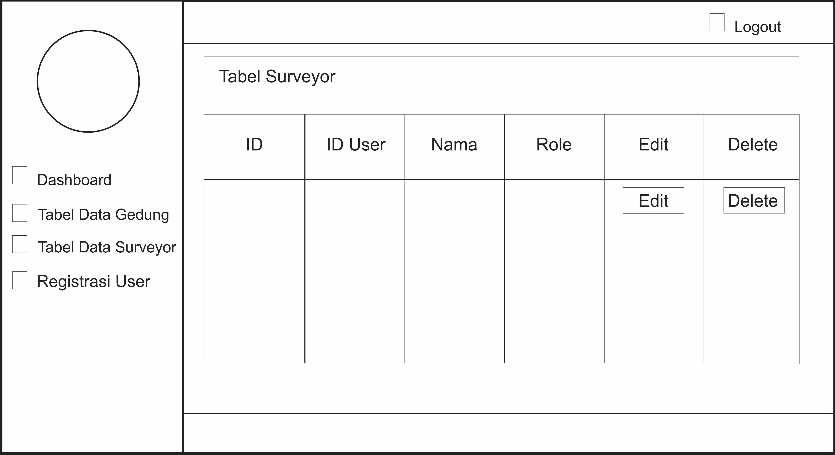 Logout
Dashboard
Tabel Data Gedung
Tabel Data Surveyor
Registrasi User
Tabel Surveyor
ID ID User Nama Role Edit Delete
Edit Delete